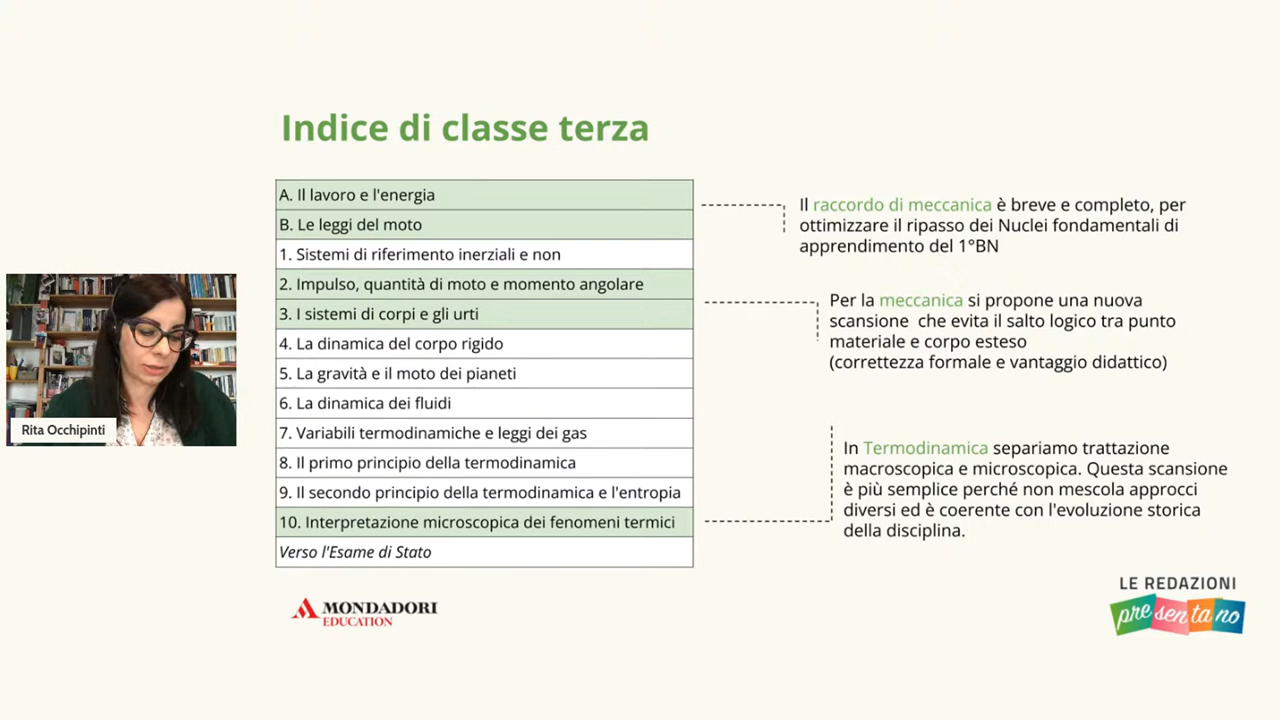 Indice di classe terza
A. Il lavoro e l'energia
B. Le leggi del moto
1. Sistemi di riferimento inerziali e non
2. Impulso, quantità di moto e momento angolare
3. I sistemi di corpi e gli urti
4. La dinamica del corpo rigido
5. La gravità e il moto dei pianeti
6. La dinamica dei fluidi
7. Variabili termodinamiche e leggi dei gas
8. Il primo principio della termodinamica
9. Il secondo principio della termodinamica e l'entropia
10. Interpretazione microscopica dei fenomeni termici
Verso l'Esame di Stato
Il raccordo di meccanica è breve e completo, per
ottimizzare il ripasso dei Nuclei fondamentali di
apprendimento del 1°BN
Per la meccanica si propone una nuova
scansione che evita il salto logico tra punto
materiale e corpo esteso
(correttezza formale e vantaggio didattico)
In Termodinamica separiamo trattazione
macroscopica e microscopica. Questa scansione
è più semplice perché non mescola approcci
diversi ed è coerente con l'evoluzione storica
della disciplina.
Rita Occhipinti
MONDADORI
EDUCATION
LE REDAZIONI
presentano